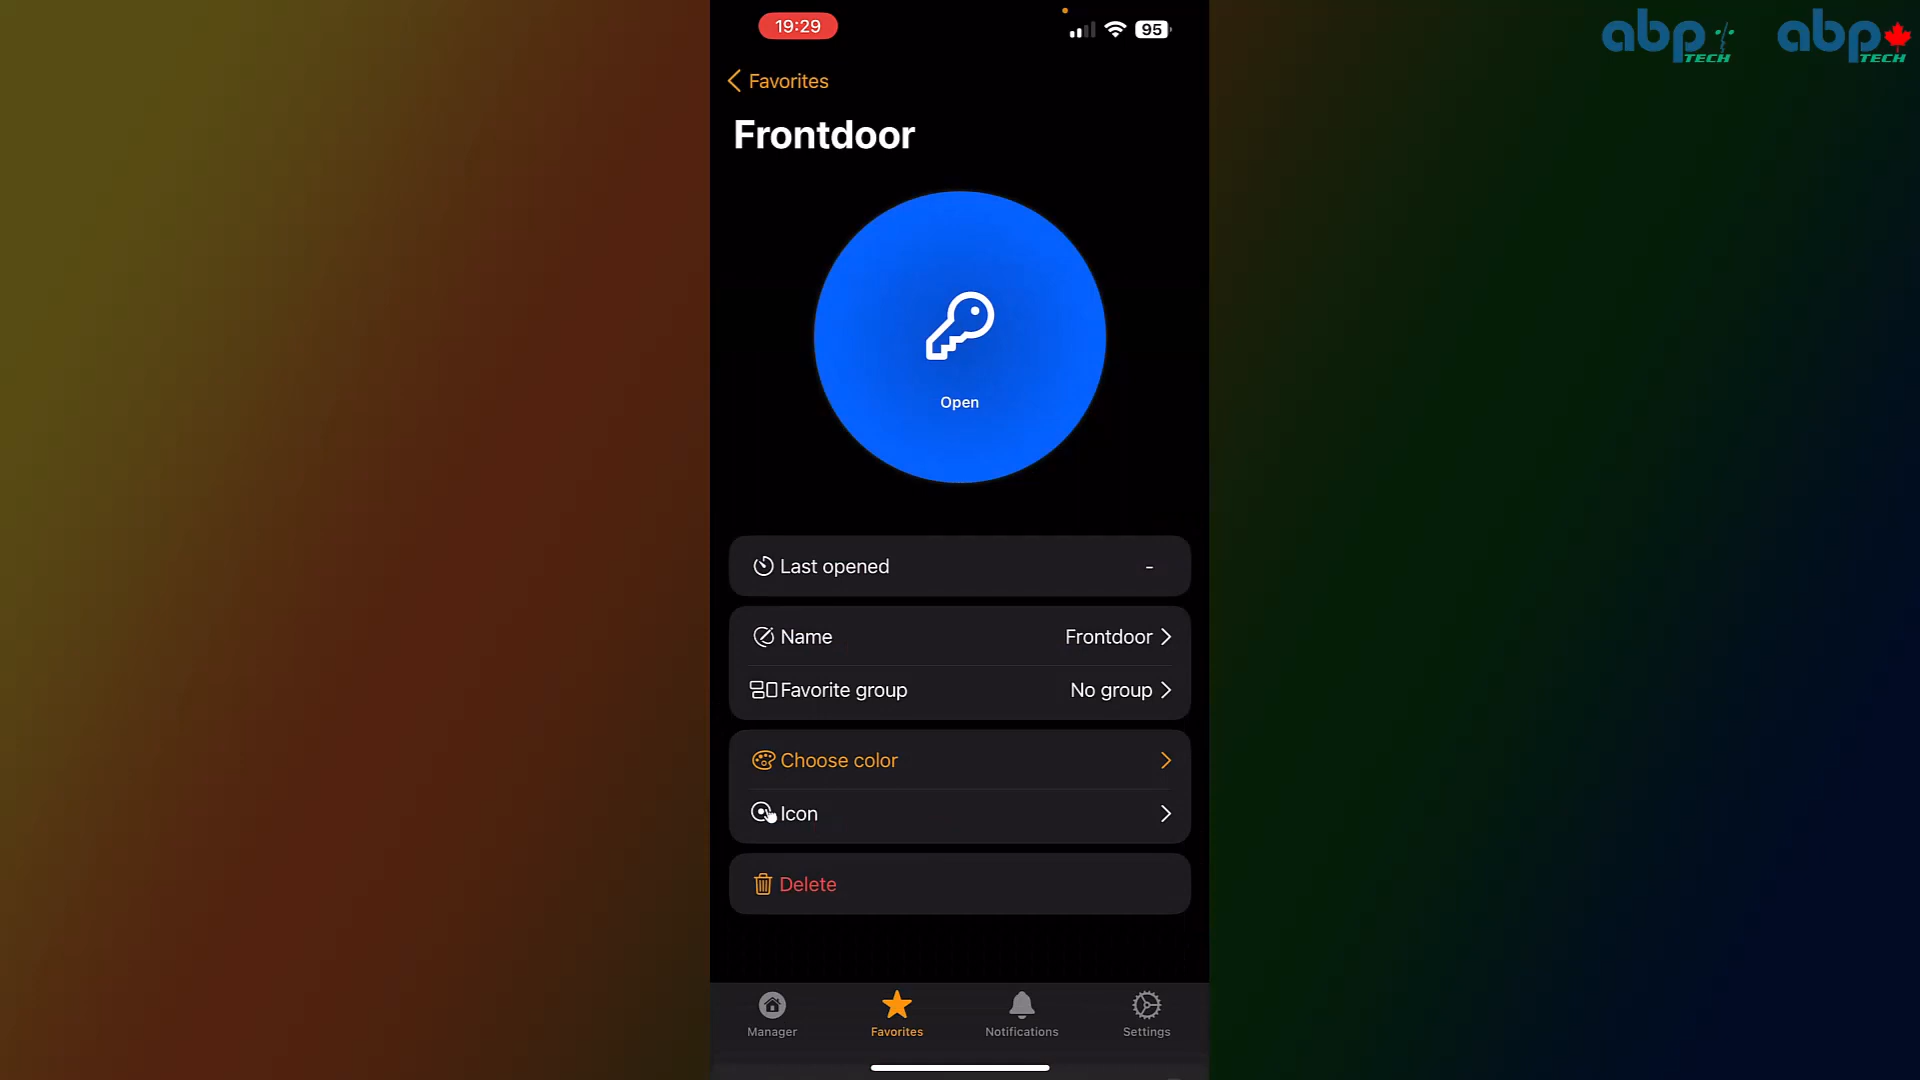 19:29
95
abp
TECH
abp
TECH
Favorites
Frontdoor
Open
Last opened -
Name Frontdoor
Favorite group No group
Choose color
Icon
Delete
Manager Favorites Notifications Settings